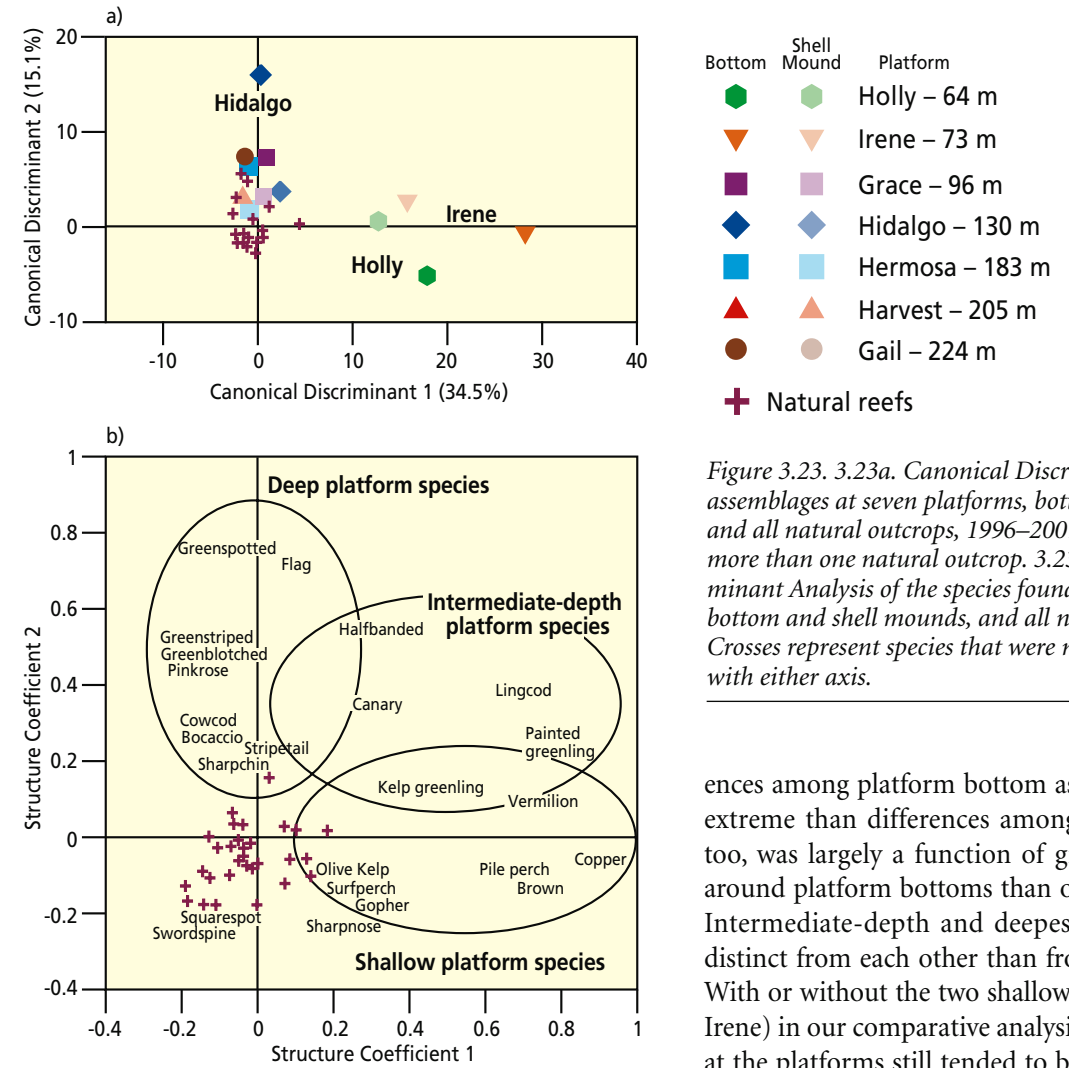 a)
20
10
0
-10
Canonical Discriminant 2 (15.1%)
Hidalgo
Irene
Holly
-10 0 10 20 30 40
Canonical Discriminant 1 (34.5%)
Bottom Shell Mound Platform
Holly – 64 m
Irene – 73 m
Grace – 96 m
Hidalgo – 130 m
Hermosa – 183 m
Harvest – 205 m
Gail – 224 m
Natural reefs
b)
1
0.8
0.6
0.4
0.2
0
-0.2
-0.4
Structure Coefficient 2
Deep platform species
Greenspotted
Flag
Intermediate-depth
platform species
Halfbanded
Greenstriped
Greenblotched
Pinkrose
Lingcod
Canary
Cowcod
Bocaccio
Stripetail
Sharpchin
Painted
greenling
Kelp greenling
Vermilion
Olive Kelp
Surfperch
Gopher
Sharpnose
Pile perch
Brown
Copper
Squarespot
Swordspine
Shallow platform species
-0.4 -0.2 0 0.2 0.4 0.6 0.8 1
Structure Coefficient 1
Figure 3.23. 3.23a. Canonical Discr
assemblages at seven platforms, bot
and all natural outcrops, 1996–200
more than one natural outcrop. 3.23
minant Analysis of the species found
bottom and shell mounds, and all n
Crosses represent species that were n
with either axis.
ences among platform bottom as
extreme than differences among
too, was largely a function of g
around platform bottoms than o
Intermediate-depth and deepes
distinct from each other than fro
With or without the two shallow
Irene) in our comparative analysi
at the platforms still tended to b